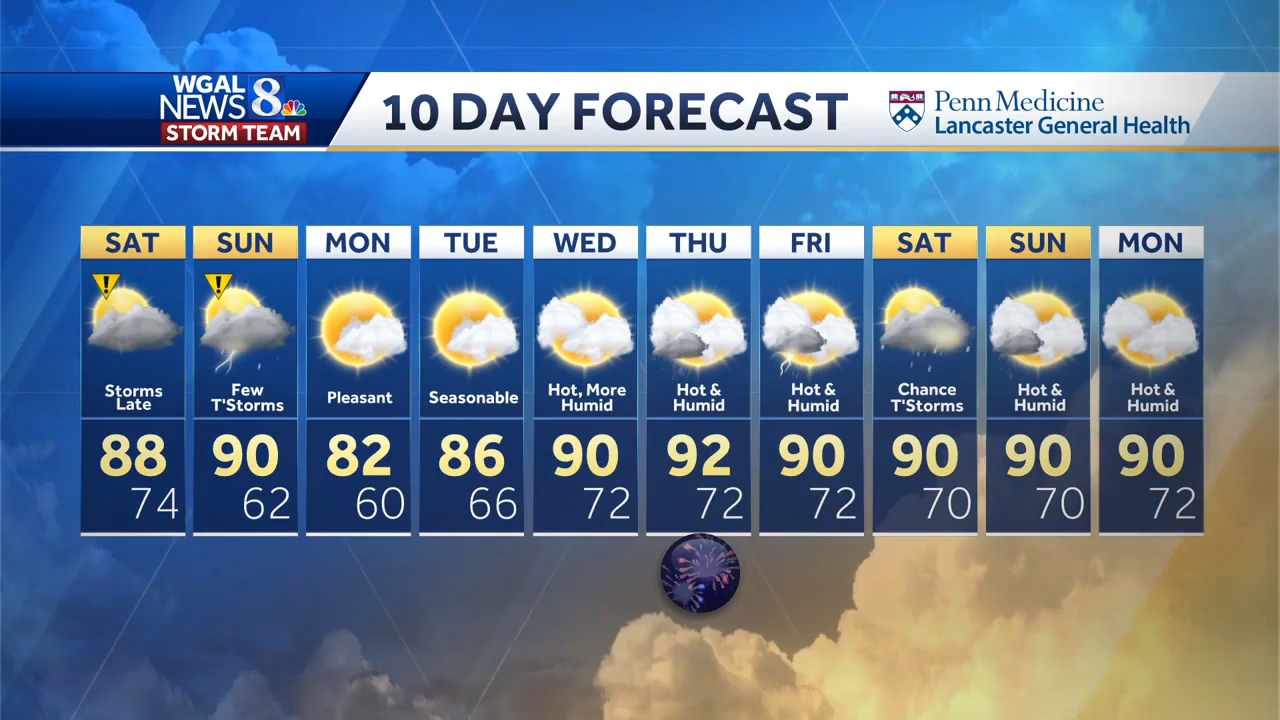 WGAL
NEWS 8
STORM TEAM
10 DAY FORECAST
Penn Medicine
Lancaster General Health
SAT SUN MON TUE WED THU FRI SAT SUN MON
! !
Storms Few Pleasant Seasonable Hot, More Hot & Hot & Chance Hot & Hot &
Late T'Storms Humid Humid Humid T'Storms Humid Humid
88 90 82 86 90 92 90 90 90 90
74 62 60 66 72 72 72 70 70 72